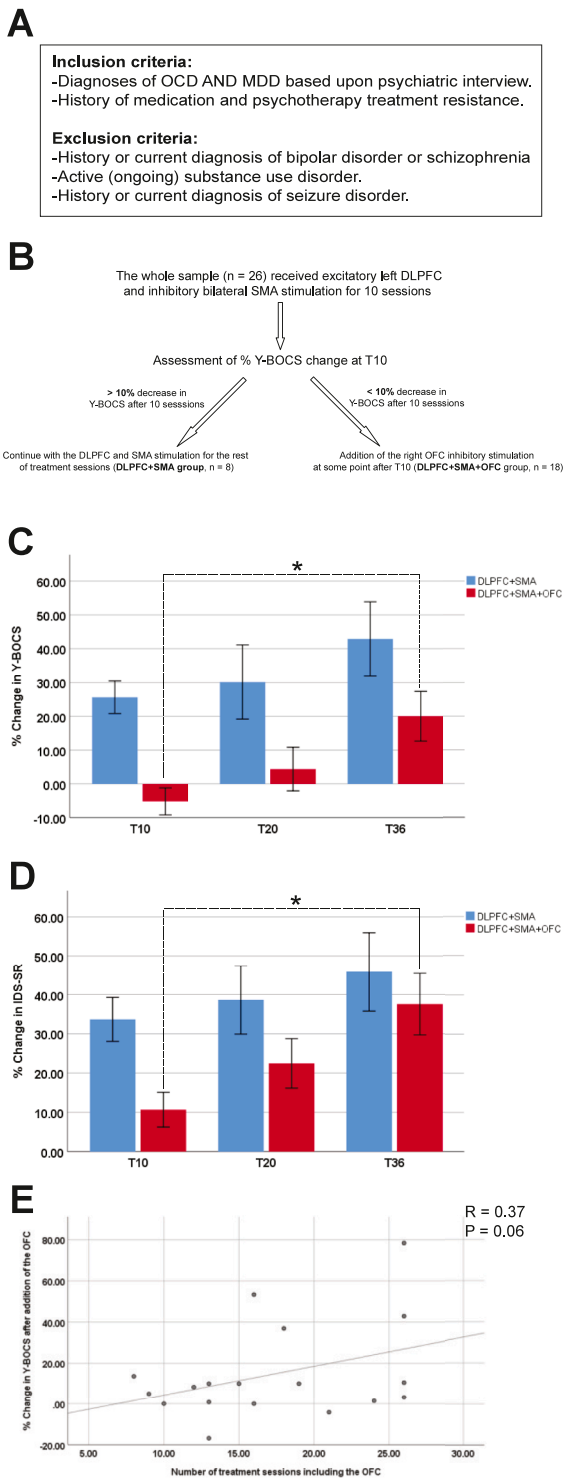 A
Inclusion criteria:
-Diagnoses of OCD AND MDD based upon psychiatric interview.
-History of medication and psychotherapy treatment resistance.
Exclusion criteria:
-History or current diagnosis of bipolar disorder or schizophrenia
-Active (ongoing) substance use disorder.
-History or current diagnosis of seizure disorder.
B
The whole sample (n = 26) received excitatory left DLPFC
and inhibitory bilateral SMA stimulation for 10 sessions
Assessment of % Y-BOCS change at T10
> 10% decrease in
Y-BOCS after 10 sesssions
< 10% decrease in
Y-BOCS after 10 sessions
Continue with the DLPFC and SMA stimulation for the rest
of treatment sessions (DLPFC+SMA group, n = 8)
Addition of the right OFC inhibitory stimulation
at some point after T10 (DLPFC+SMA+OFC group, n = 18)
C
% Change in Y-BOCS
60.00
50.00
40.00
30.00
20.00
10.00
0.00
-10.00
*
DLPFC+SMA
DLPFC+SMA+OFC
T10 T20 T36
D
% Change in IDS-SR
60.00
50.00
40.00
30.00
20.00
10.00
0.00
*
DLPFC+SMA
DLPFC+SMA+OFC
T10 T20 T36
E
R = 0.37
P = 0.06
% Change in Y-BOCS after addition of the OFC
80.00
60.00
40.00
20.00
.00
-20.00
5.00 10.00 15.00 20.00 25.00 30.00
Number of treatment sessions including the OFC